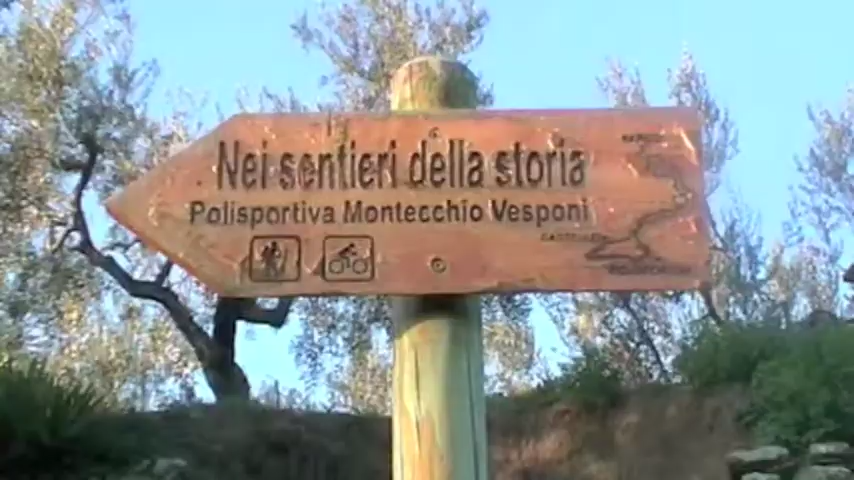 Nei sentieri della storia
Polisportiva Montecchio Vesponi